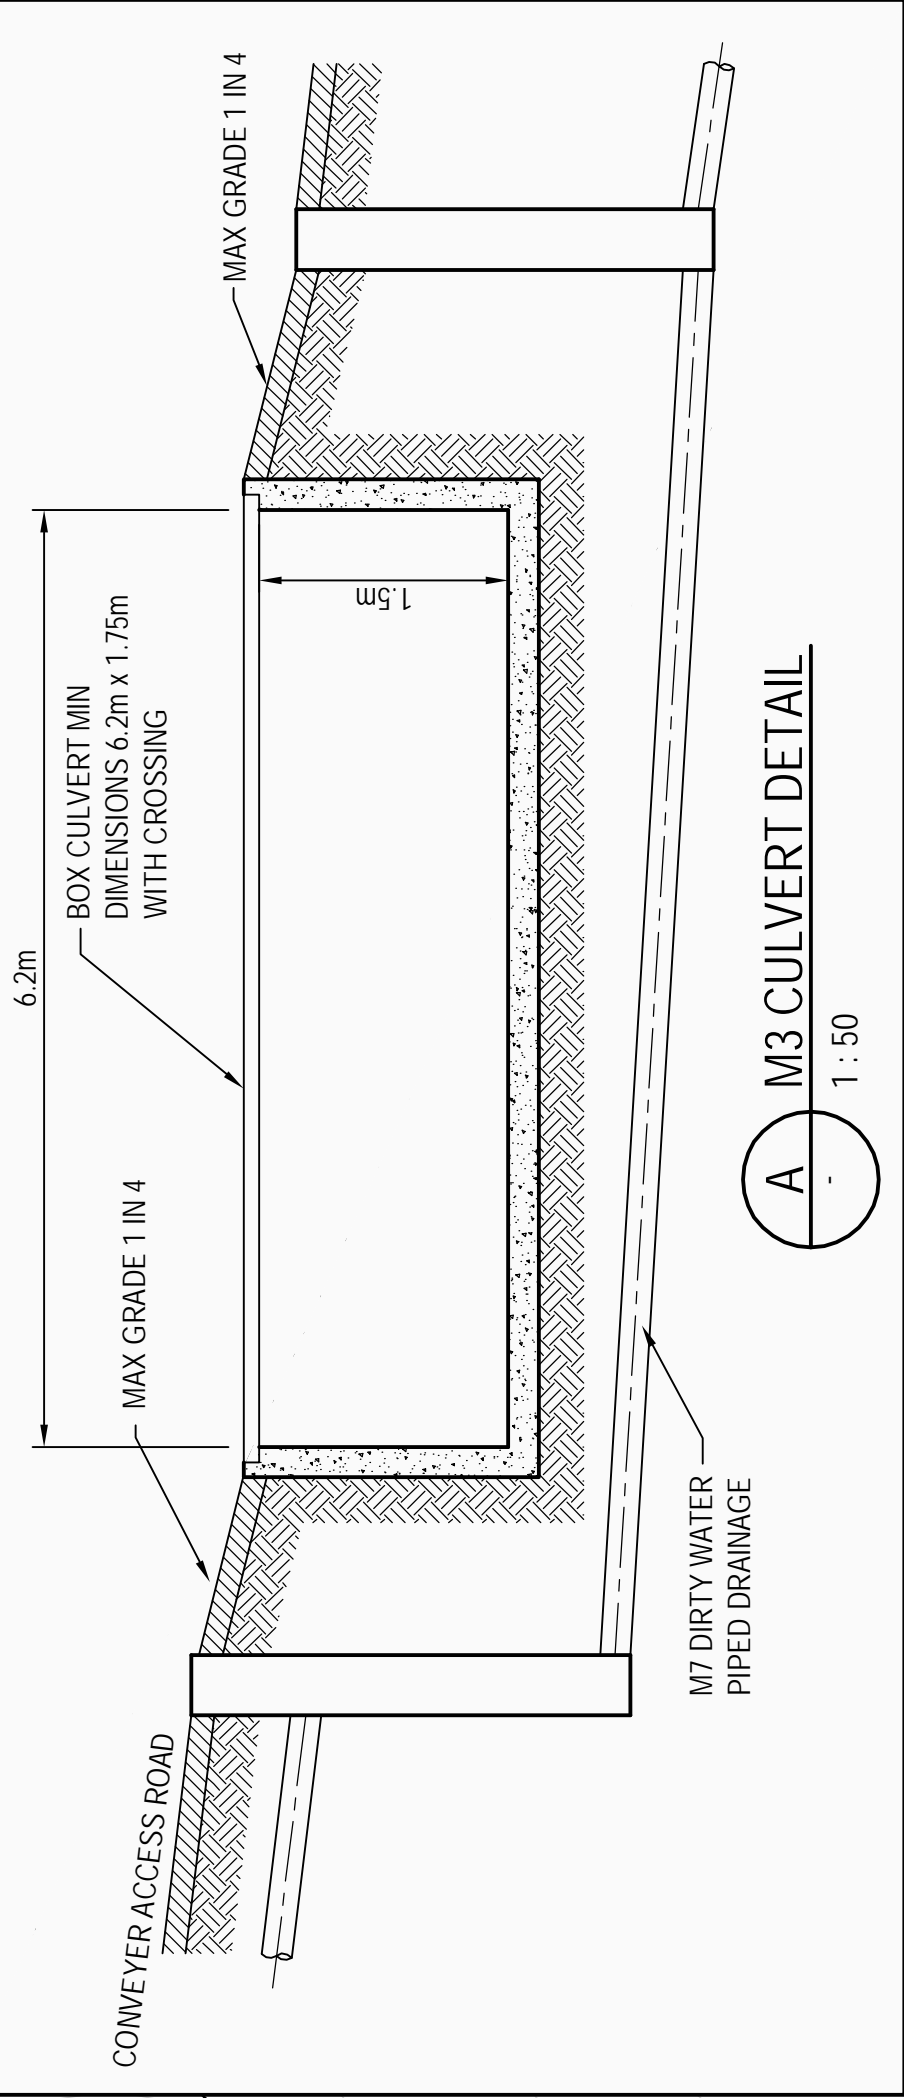 6.2m
BOX CULVERT MIN
DIMENSIONS 6.2m x 1.75m
WITH CROSSING
MAX GRADE 1 IN 4
MAX GRADE 1 IN 4
CONVEYER ACCESS ROAD
1.5m
M7 DIRTY WATER
PIPED DRAINAGE
A
-
M3 CULVERT DETAIL
1 : 50